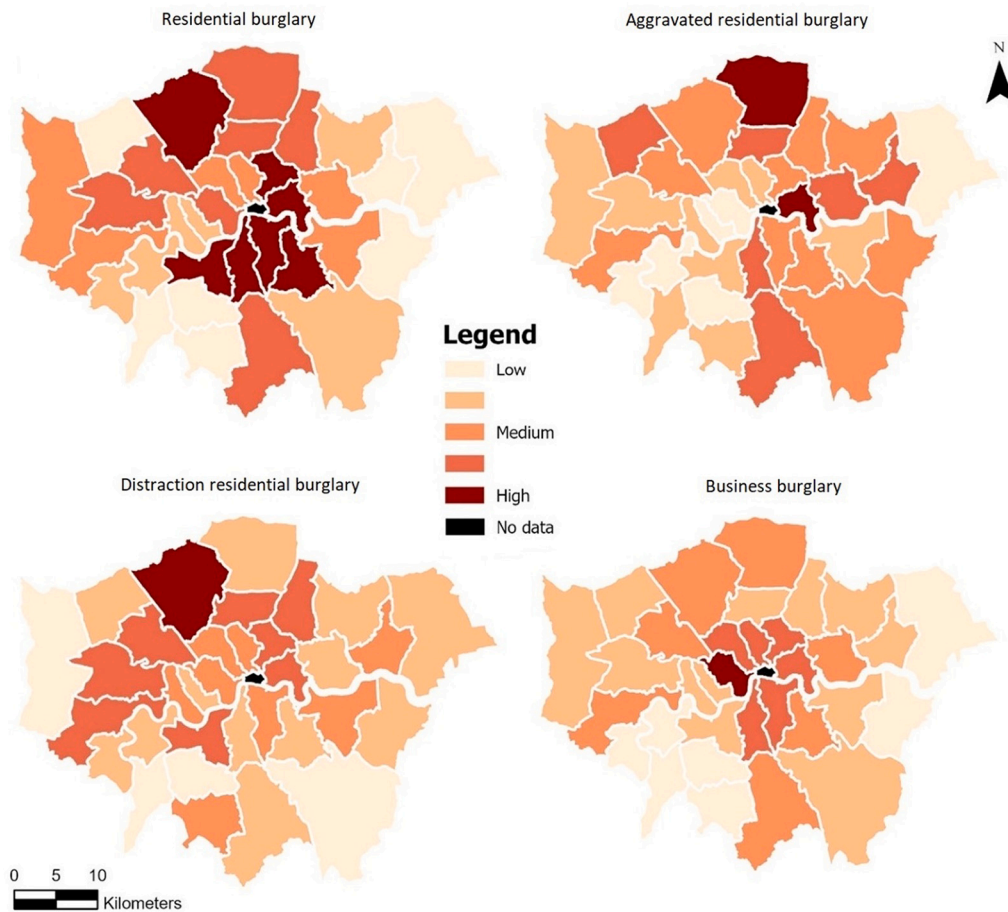 Residential burglary
Aggravated residential burglary
N
Legend
Low
Medium
High
No data
Distraction residential burglary
Business burglary
0 5 10
Kilometers